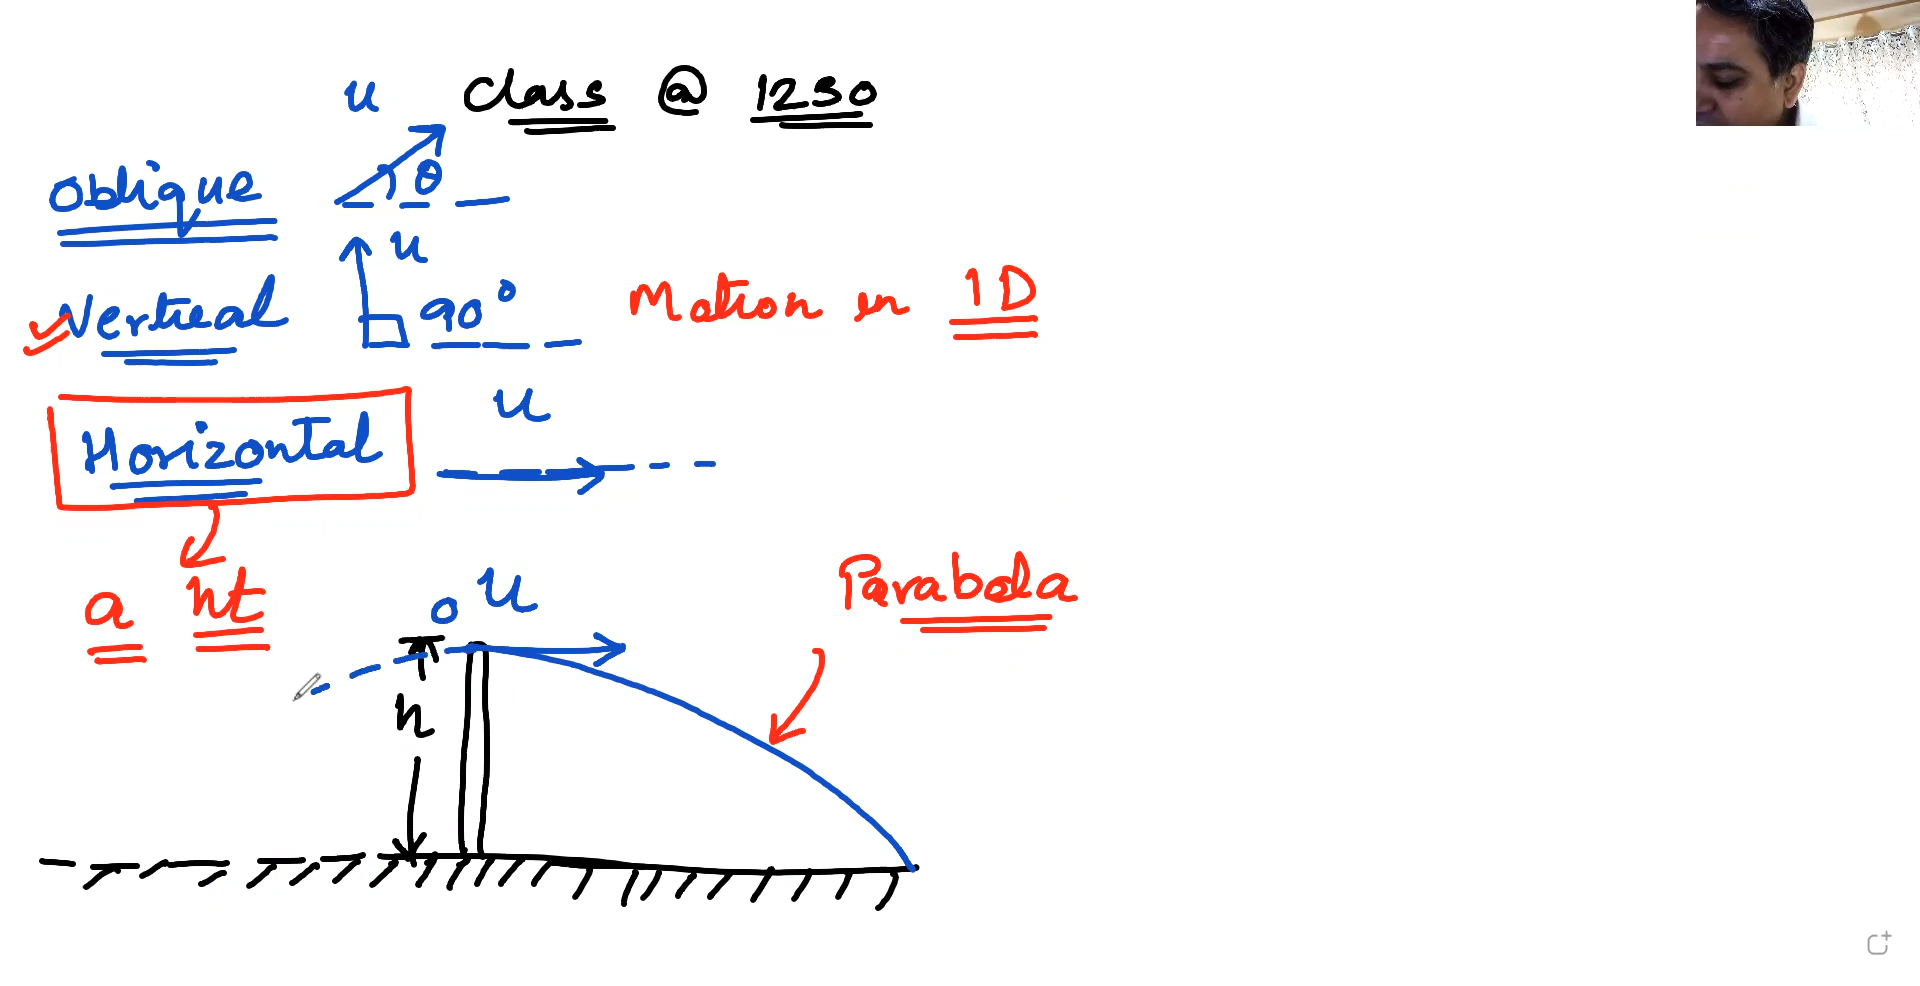 u Class @ 1230
Oblique θ
u
Vertical 90° Motion in 1D
u
Horizontal
a ht
o u Parabola
h